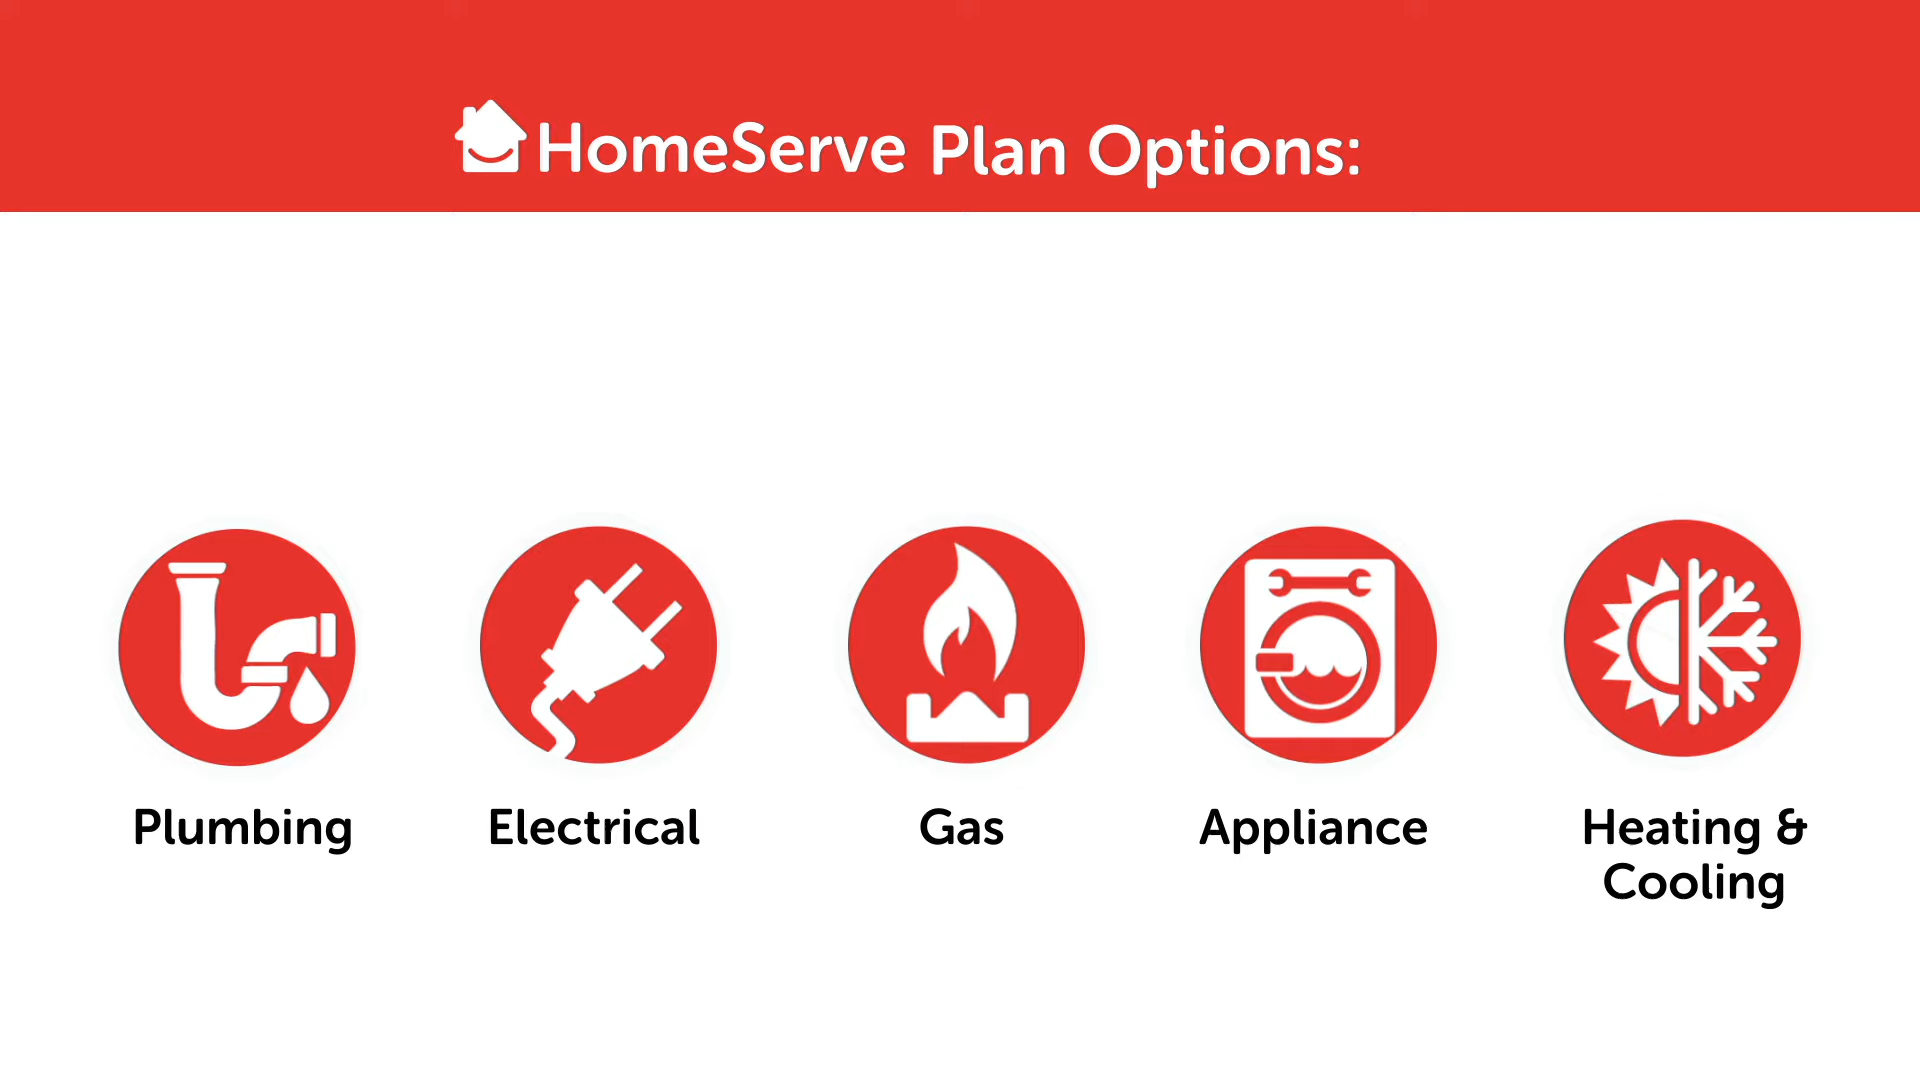 HomeServe Plan Options:
Plumbing
Electrical
Gas
Appliance
Heating &
Cooling